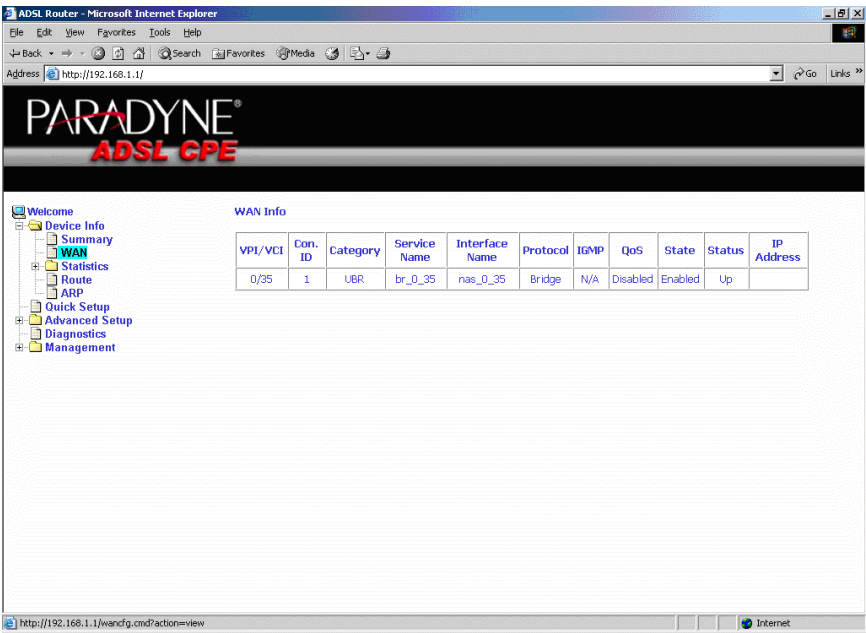 ADSL Router - Microsoft Internet Explorer
File Edit View Favorites Tools Help
Back Search Favorites Media
Address http://192.168.1.1/ Go Links »
PARADYNE®
ADSL CPE
Welcome
Device Info
Summary
WAN
Statistics
Route
ARP
Quick Setup
Advanced Setup
Diagnostics
Management
WAN Info
VPI/VCI Con. ID Category Service Name Interface Name Protocol IGMP QoS State Status IP Address
0/35 1 UBR br_0_35 nas_0_35 Bridge N/A Disabled Enabled Up
http://192.168.1.1/wancfg.cmd?action=view Internet